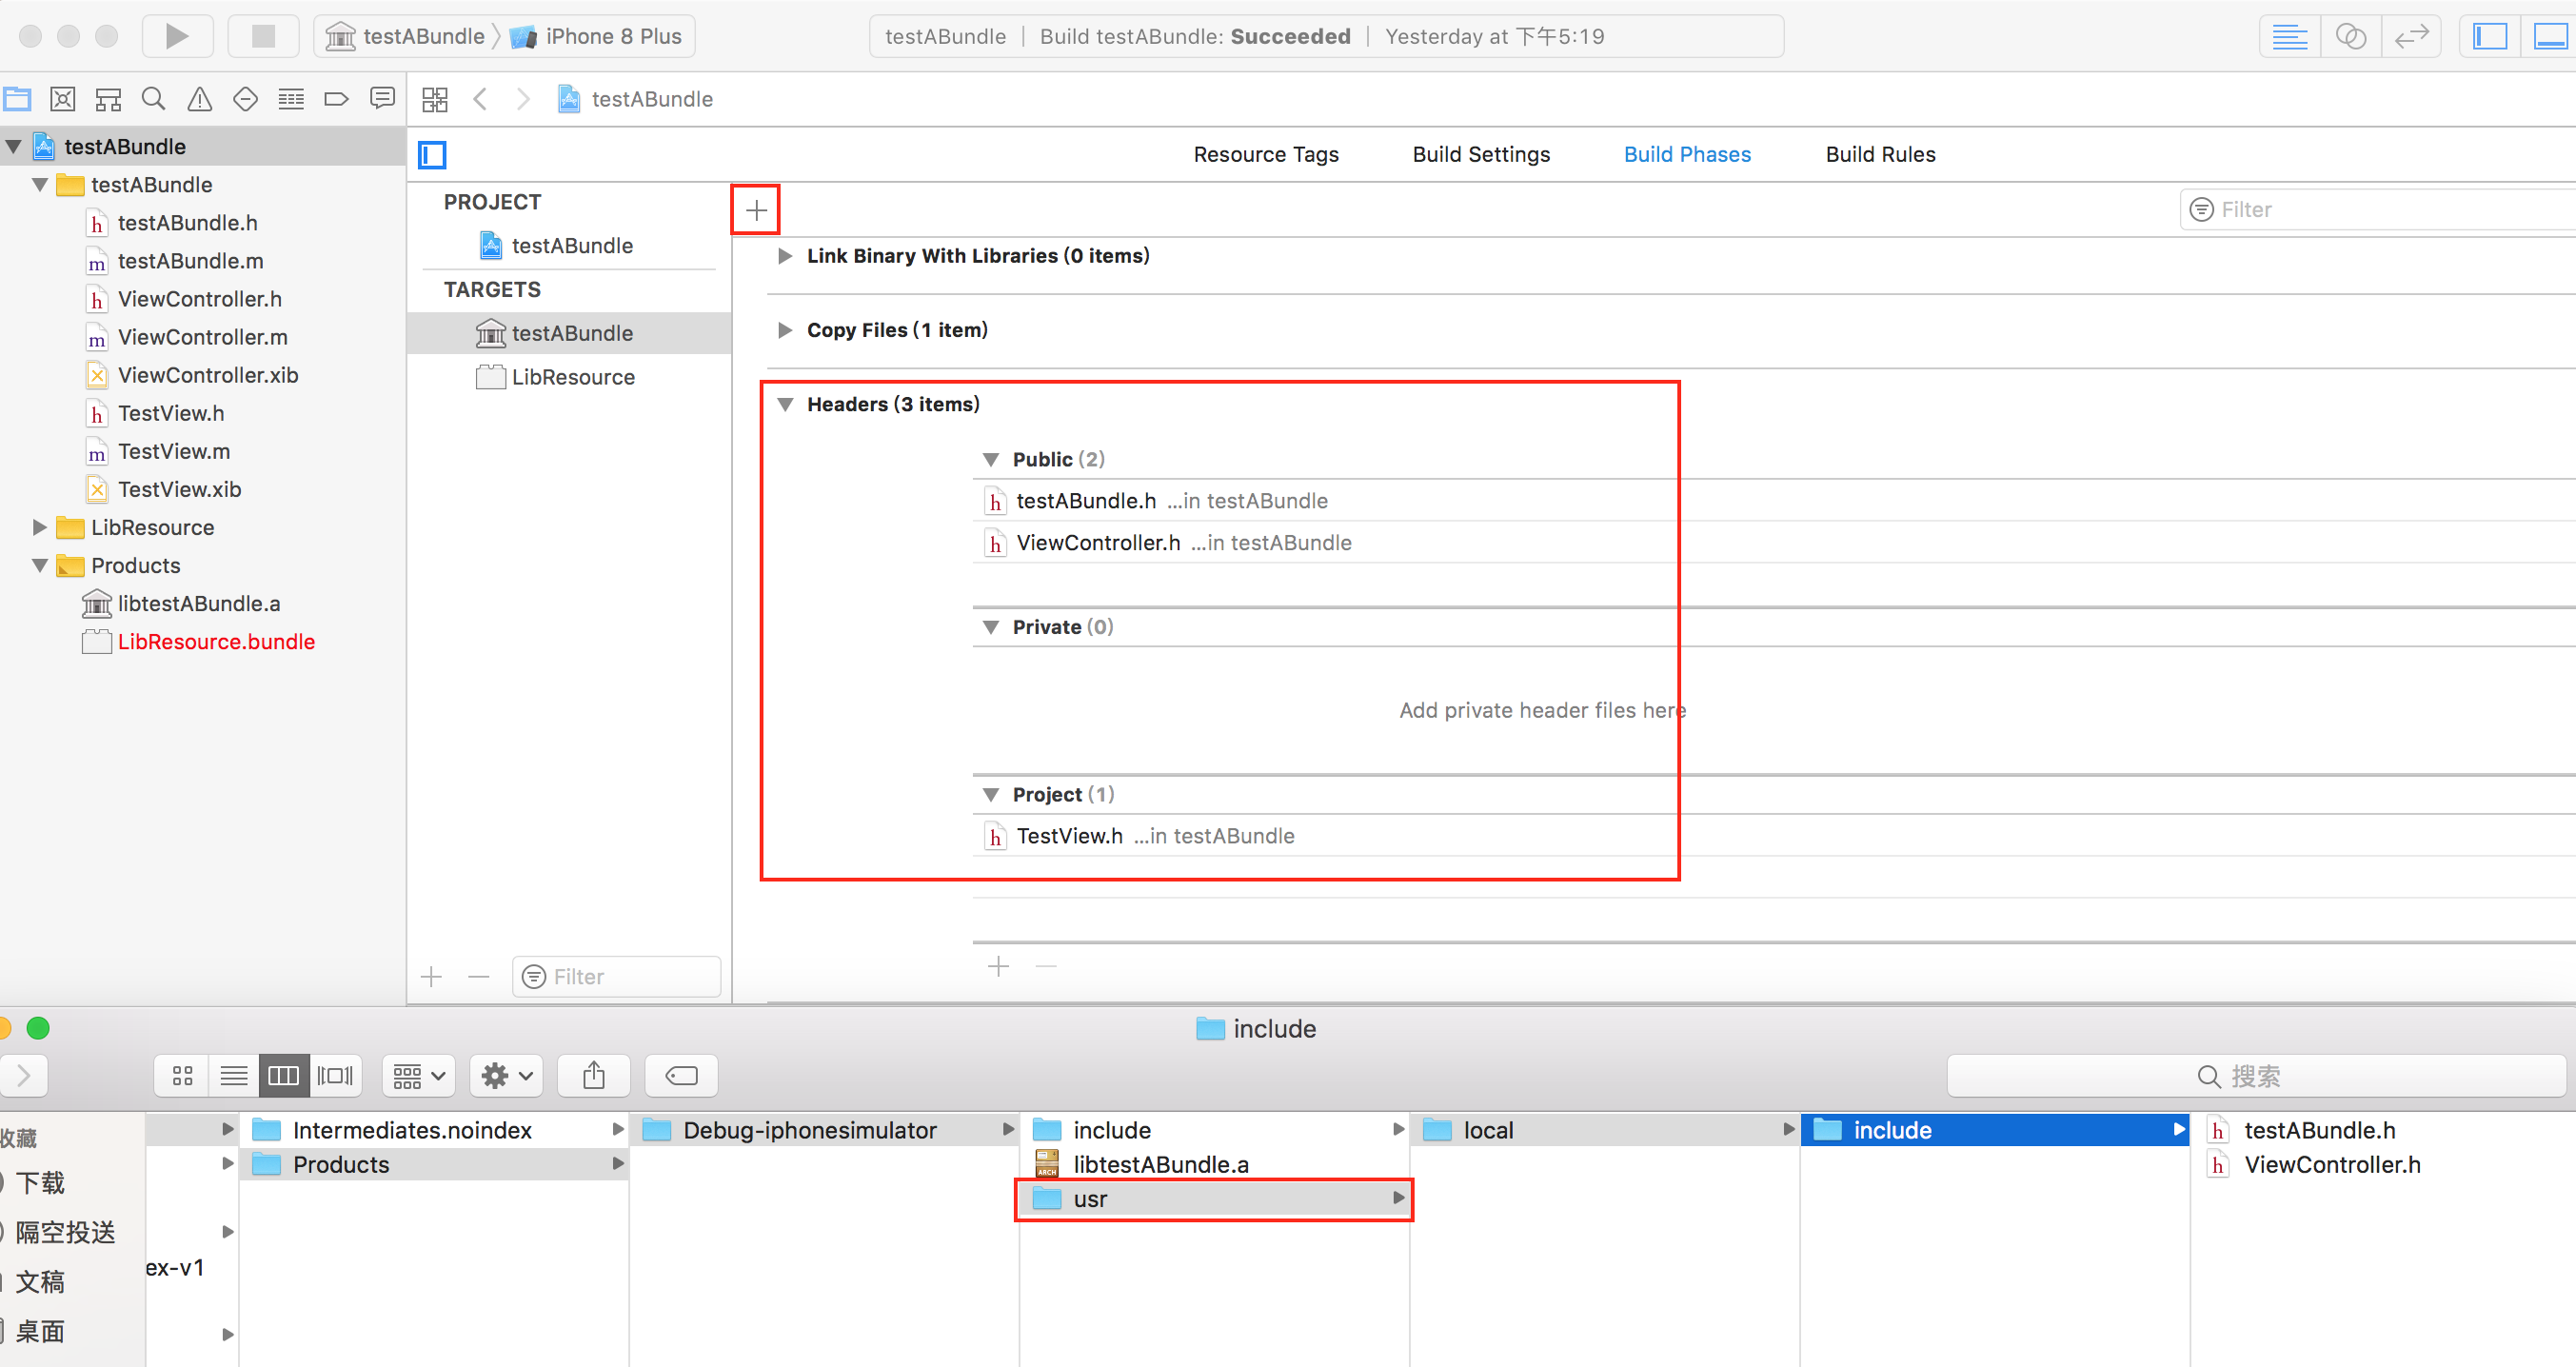 testABundle
iPhone 8 Plus
testABundle | Build testABundle: Succeeded | Yesterday at 下午5:19
testABundle
testABundle
Resource Tags
Build Settings
Build Phases
Build Rules
testABundle
testABundle.h
testABundle.m
ViewController.h
ViewController.m
ViewController.xib
TestView.h
TestView.m
TestView.xib
LibResource
Products
libtestABundle.a
LibResource.bundle
PROJECT
testABundle
TARGETS
testABundle
LibResource
Filter
Filter
Link Binary With Libraries (0 items)
Copy Files (1 item)
Headers (3 items)
Public (2)
testABundle.h ...in testABundle
ViewController.h ...in testABundle
Private (0)
Add private header files here
Project (1)
TestView.h ...in testABundle
include
搜索
收藏
下载
隔空投送
文稿
桌面
ex-v1
Intermediates.noindex
Products
Debug-iphonesimulator
include
libtestABundle.a
usr
local
include
testABundle.h
ViewController.h